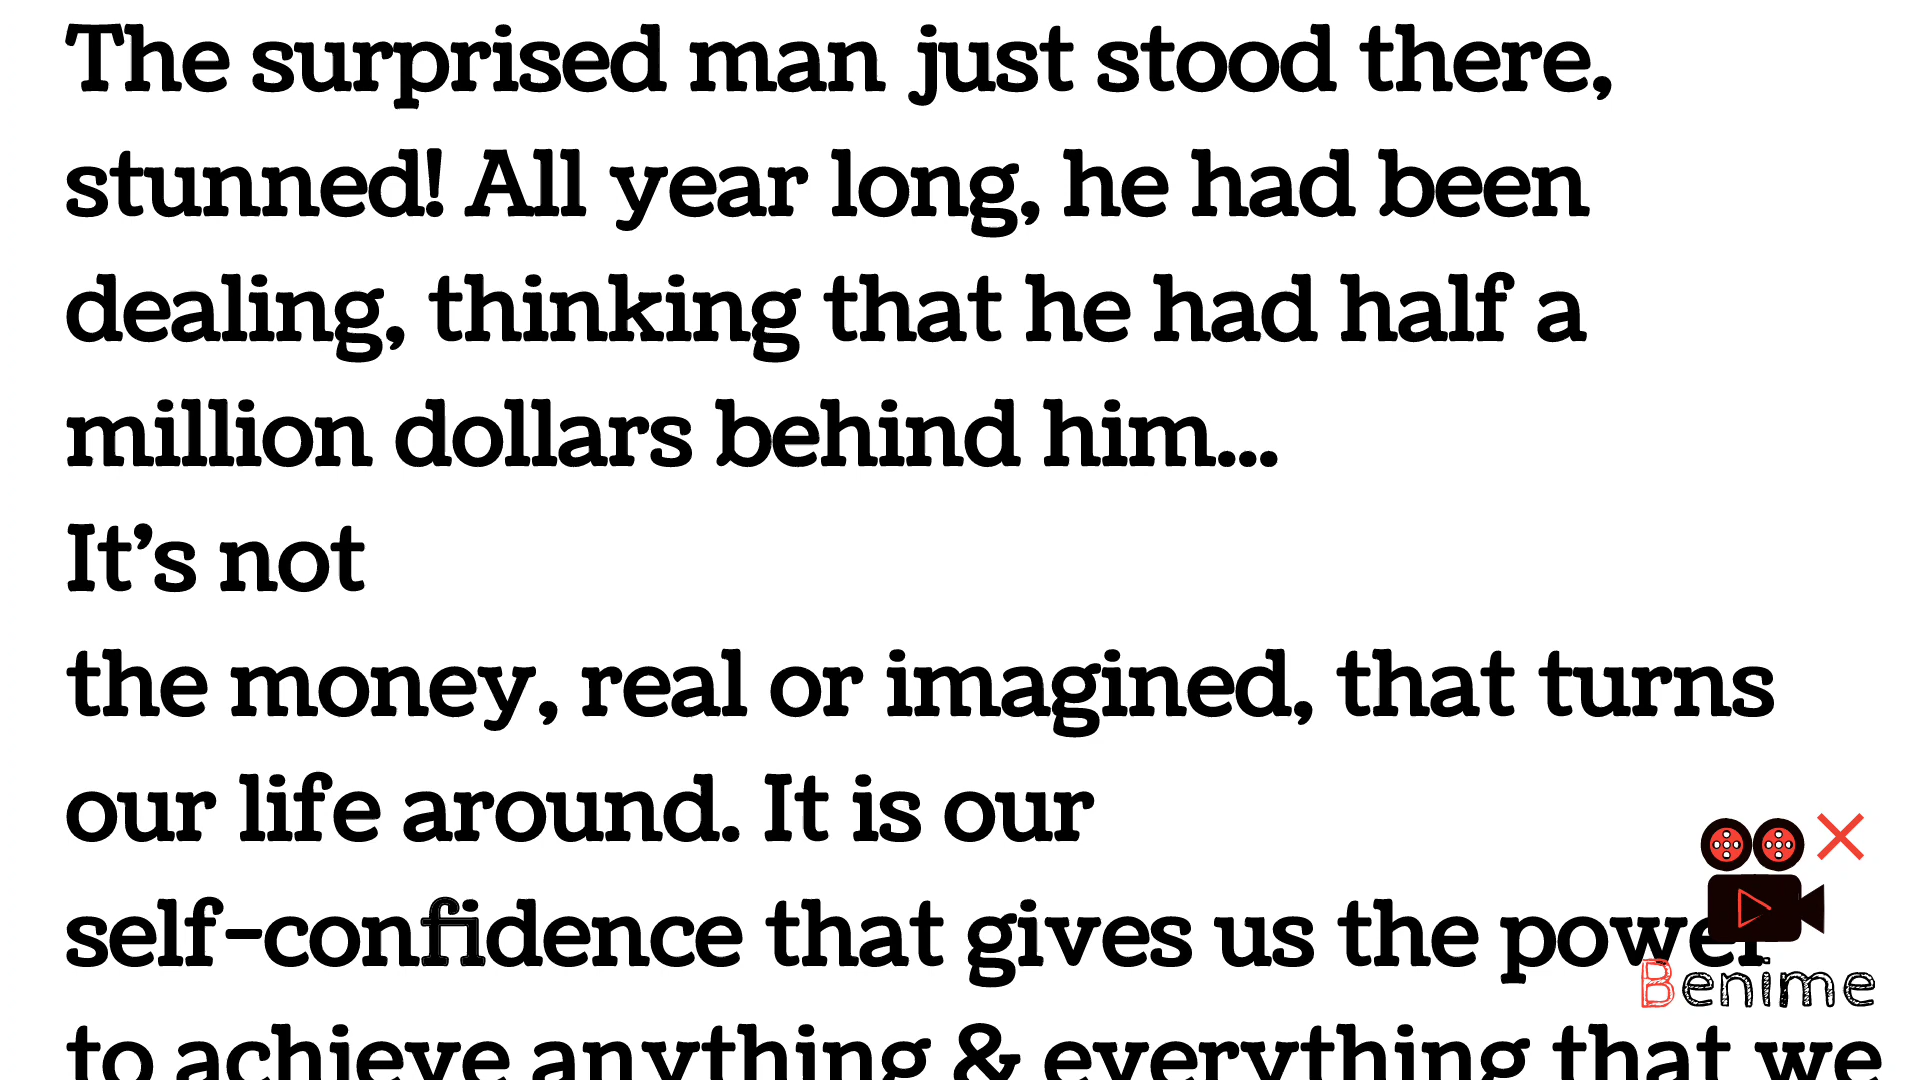 The surprised man just stood there,
stunned! All year long, he had been
dealing, thinking that he had half a
million dollars behind him...
It’s not
the money, real or imagined, that turns
our life around. It is our
self-confidence that gives us the power
to achieve anything & everything that we
Benime